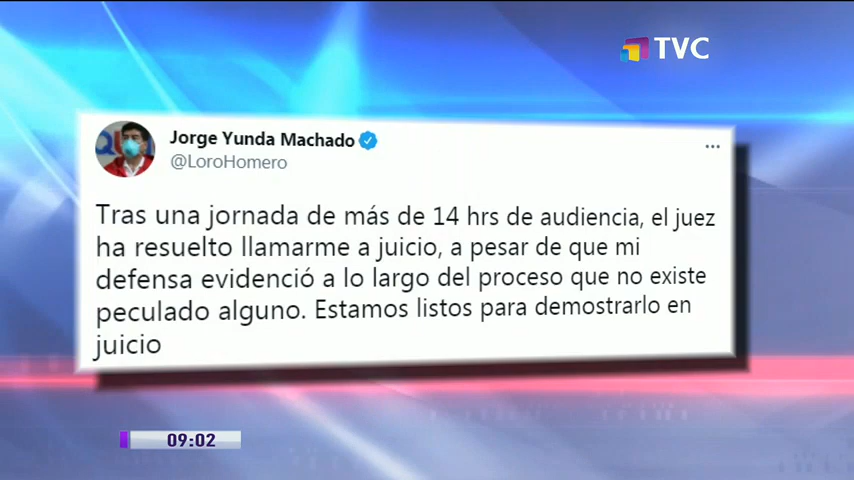 TVC
Jorge Yunda Machado
@LoroHomero
Tras una jornada de más de 14 hrs de audiencia, el juez
ha resuelto llamarme a juicio, a pesar de que mi
defensa evidenció a lo largo del proceso que no existe
peculado alguno. Estamos listos para demostrarlo en
juicio
09:02